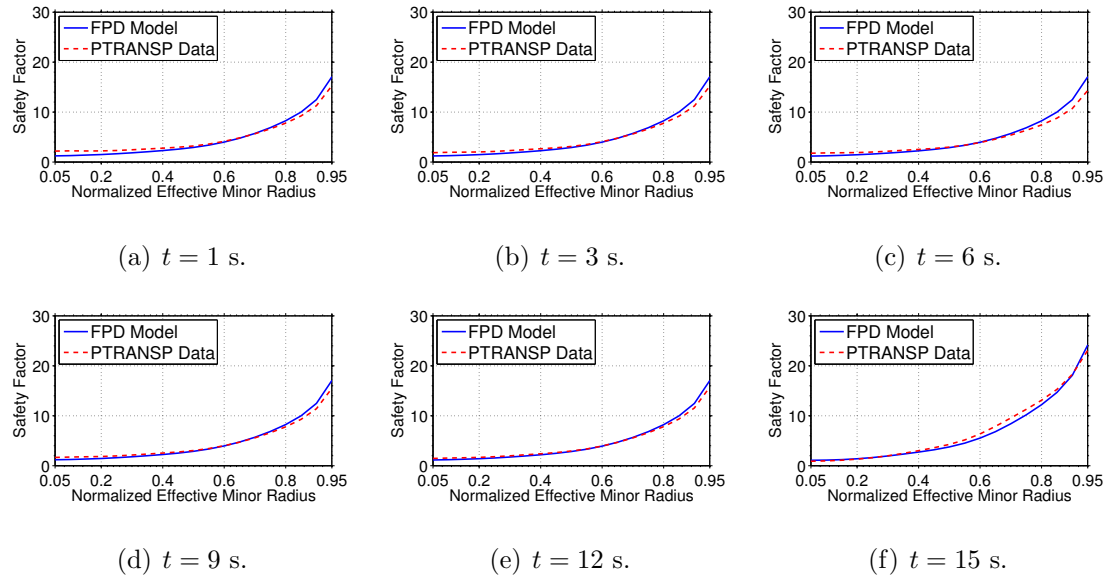 30
20
10
0
Safety Factor
FPD Model
PTRANSP Data
0.05 0.2 0.4 0.6 0.8 0.95
Normalized Effective Minor Radius
(a) t = 1 s.
30
20
10
0
Safety Factor
FPD Model
PTRANSP Data
0.05 0.2 0.4 0.6 0.8 0.95
Normalized Effective Minor Radius
(b) t = 3 s.
30
20
10
0
Safety Factor
FPD Model
PTRANSP Data
0.05 0.2 0.4 0.6 0.8 0.95
Normalized Effective Minor Radius
(c) t = 6 s.
30
20
10
0
Safety Factor
FPD Model
PTRANSP Data
0.05 0.2 0.4 0.6 0.8 0.95
Normalized Effective Minor Radius
(d) t = 9 s.
30
20
10
0
Safety Factor
FPD Model
PTRANSP Data
0.05 0.2 0.4 0.6 0.8 0.95
Normalized Effective Minor Radius
(e) t = 12 s.
30
20
10
0
Safety Factor
FPD Model
PTRANSP Data
0.05 0.2 0.4 0.6 0.8 0.95
Normalized Effective Minor Radius
(f) t = 15 s.